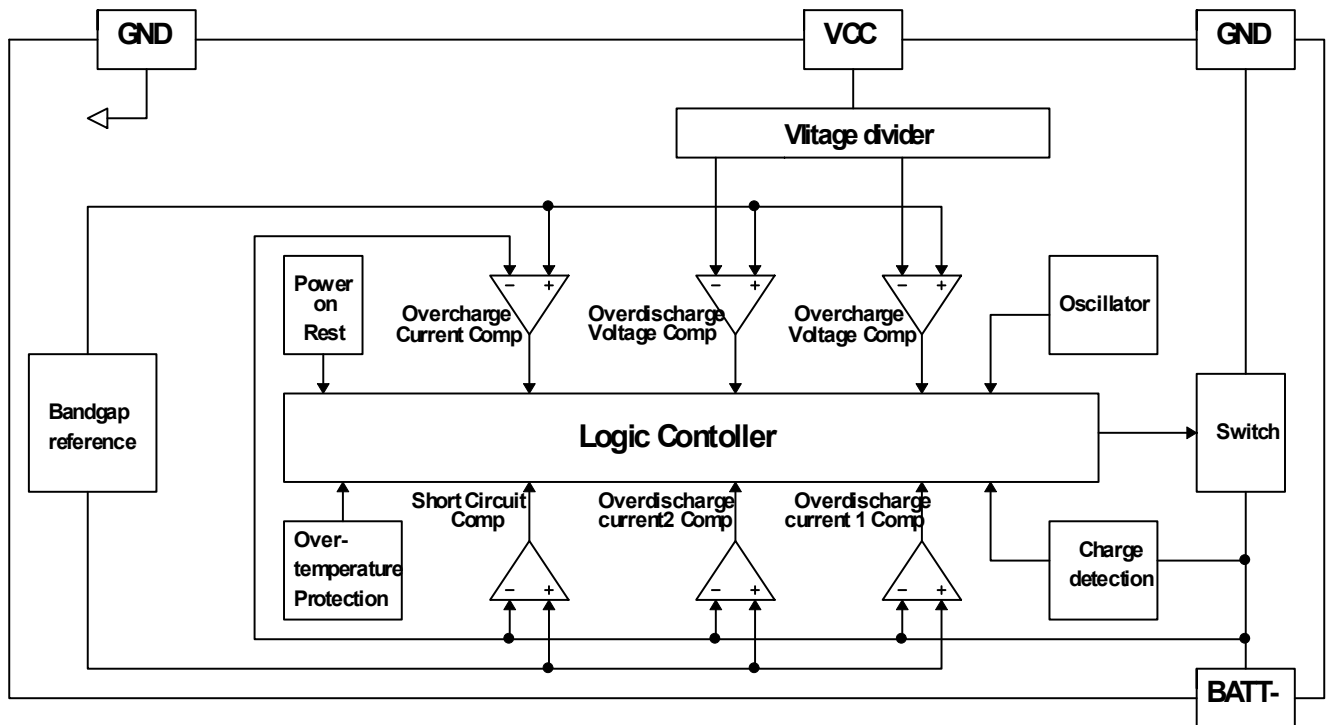 GND
VCC
GND
Vlitage divider
Power
on
Rest
- +
- +
- +
Overcharge
Current Comp
Overdischarge
Voltage Comp
Overcharge
Voltage Comp
Oscillator
Bandgap
reference
Logic Contoller
Switch
Short Circuit
Comp
Overdischarge
current2 Comp
Overdischarge
current 1 Comp
Over-
temperature
Protection
- +
- +
- +
Charge
detection
BATT-